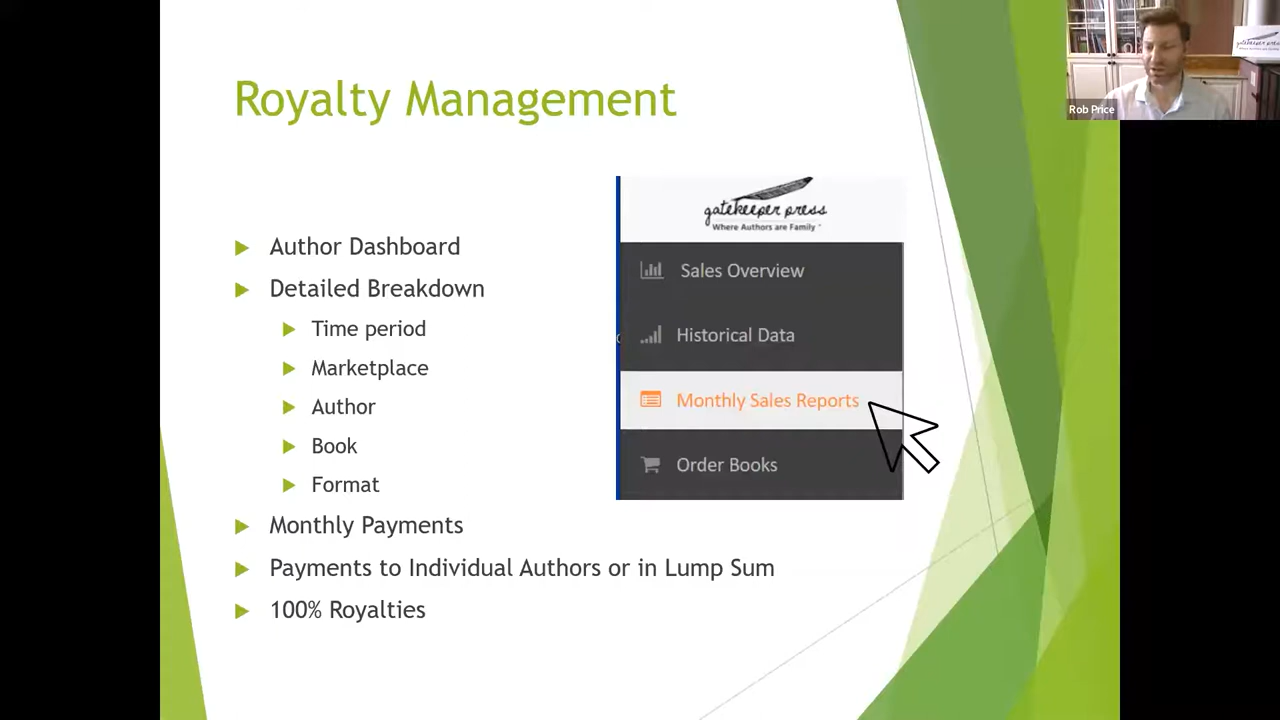 Royalty Management
Author Dashboard
Detailed Breakdown
Time period
Marketplace
Author
Book
Format
Monthly Payments
Payments to Individual Authors or in Lump Sum
100% Royalties
gatekeeper press
Where Authors are Family
Sales Overview
Historical Data
Monthly Sales Reports
Order Books
Rob Price
gatekeeper press